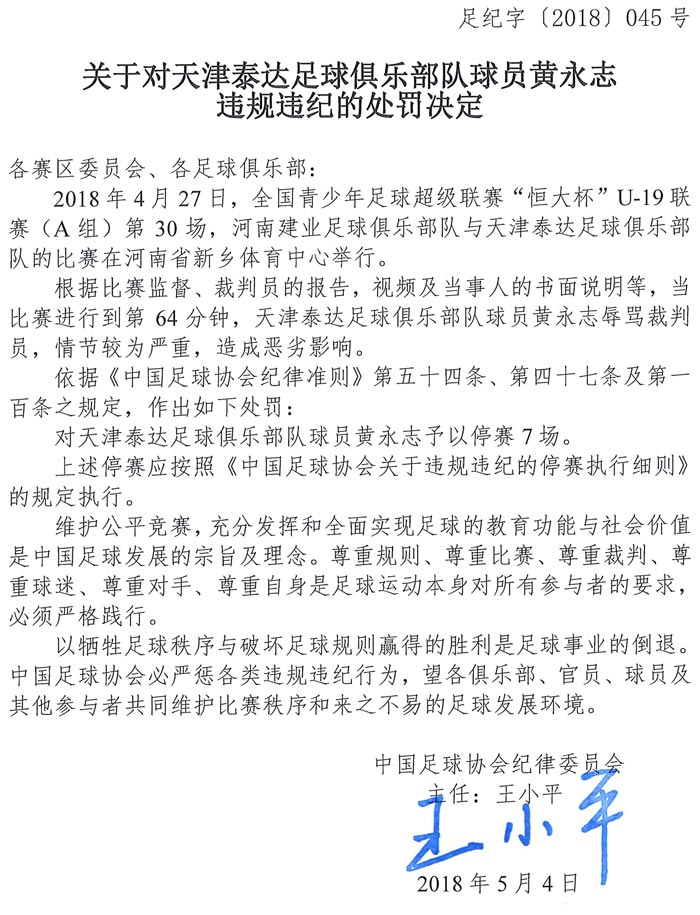 足纪字〔2018〕045号
关于对天津泰达足球俱乐部队球员黄永志
违规违纪的处罚决定
各赛区委员会、各足球俱乐部：
2018年4月27日，全国青少年足球超级联赛“恒大杯”U-19联
赛（A组）第30场，河南建业足球俱乐部队与天津泰达足球俱乐部
队的比赛在河南省新乡体育中心举行。
根据比赛监督、裁判员的报告，视频及当事人的书面说明等，当
比赛进行到第64分钟，天津泰达足球俱乐部队球员黄永志辱骂裁判
员，情节较为严重，造成恶劣影响。
依据《中国足球协会纪律准则》第五十四条、第四十七条及第一
百条之规定，作出如下处罚：
对天津泰达足球俱乐部队球员黄永志予以停赛7场。
上述停赛应按照《中国足球协会关于违规违纪的停赛执行细则》
的规定执行。
维护公平竞赛，充分发挥和全面实现足球的教育功能与社会价值
是中国足球发展的宗旨及理念。尊重规则、尊重比赛、尊重裁判、尊
重球迷、尊重对手、尊重自身是足球运动本身对所有参与者的要求，
必须严格践行。
以牺牲足球秩序与破坏足球规则赢得的胜利是足球事业的倒退。
中国足球协会必严惩各类违规违纪行为，望各俱乐部、官员、球员及
其他参与者共同维护比赛秩序和来之不易的足球发展环境。
中国足球协会纪律委员会
主任：王小平
王小平
2018年5月4日